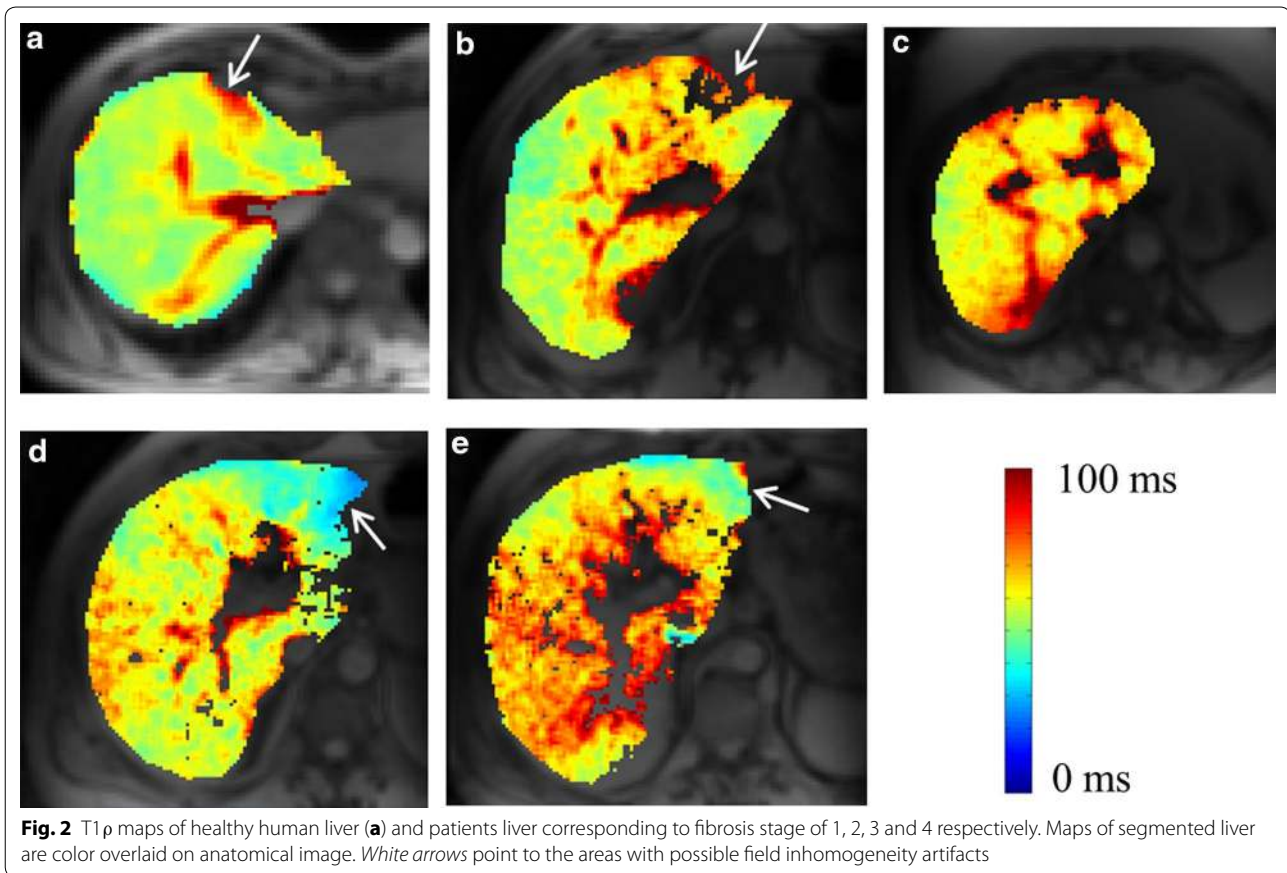 a
b
c
d
e
100 ms
0 ms
Fig. 2 T1ρ maps of healthy human liver (a) and patients liver corresponding to fibrosis stage of 1, 2, 3 and 4 respectively. Maps of segmented liver
are color overlaid on anatomical image. White arrows point to the areas with possible field inhomogeneity artifacts